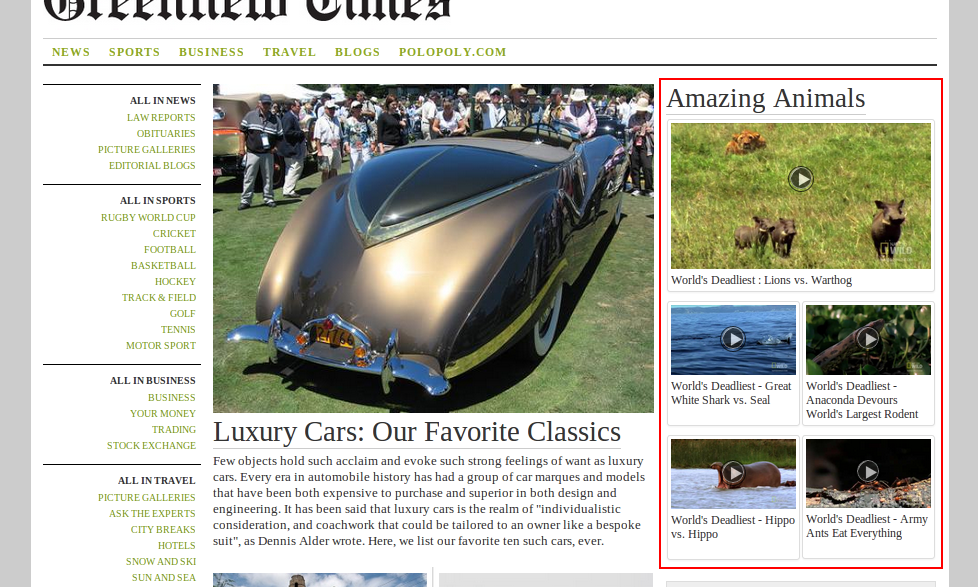 Greenfield Times
NEWS SPORTS BUSINESS TRAVEL BLOGS POLOPOLY.COM
ALL IN NEWS
LAW REPORTS
OBITUARIES
PICTURE GALLERIES
EDITORIAL BLOGS
ALL IN SPORTS
RUGBY WORLD CUP
CRICKET
FOOTBALL
BASKETBALL
HOCKEY
TRACK & FIELD
GOLF
TENNIS
MOTOR SPORT
ALL IN BUSINESS
BUSINESS
YOUR MONEY
TRADING
STOCK EXCHANGE
ALL IN TRAVEL
PICTURE GALLERIES
ASK THE EXPERTS
CITY BREAKS
HOTELS
SNOW AND SKI
SUN AND SEA
Luxury Cars: Our Favorite Classics
Few objects hold such acclaim and evoke such strong feelings of want as luxury
cars. Every era in automobile history has had a group of car marques and models
that have been both expensive to purchase and superior in both design and
engineering. It has been said that luxury cars is the realm of "individualistic
consideration, and coachwork that could be tailored to an owner like a bespoke
suit", as Dennis Alder wrote. Here, we list our favorite ten such cars, ever.
Amazing Animals
WILD
World's Deadliest : Lions vs. Warthog
World's Deadliest - Great
White Shark vs. Seal
World's Deadliest -
Anaconda Devours
World's Largest Rodent
World's Deadliest - Hippo
vs. Hippo
World's Deadliest - Army
Ants Eat Everything